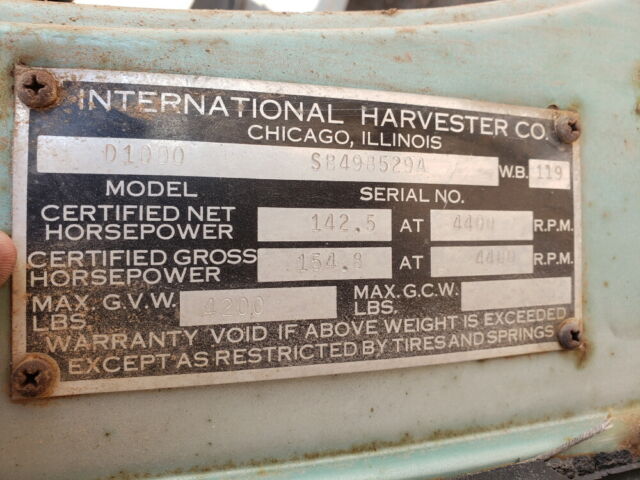 INTERNATIONAL HARVESTER CO.
CHICAGO, ILLINOIS
D1000 SB498529A W.B. 119
MODEL SERIAL NO.
CERTIFIED NET HORSEPOWER 142.5 AT 4400 R.P.M.
CERTIFIED GROSS HORSEPOWER 154.8 AT 4400 R.P.M.
MAX. G.V.W. LBS. 4200 MAX. G.C.W. LBS.
WARRANTY VOID IF ABOVE WEIGHT IS EXCEEDED
EXCEPT AS RESTRICTED BY TIRES AND SPRINGS